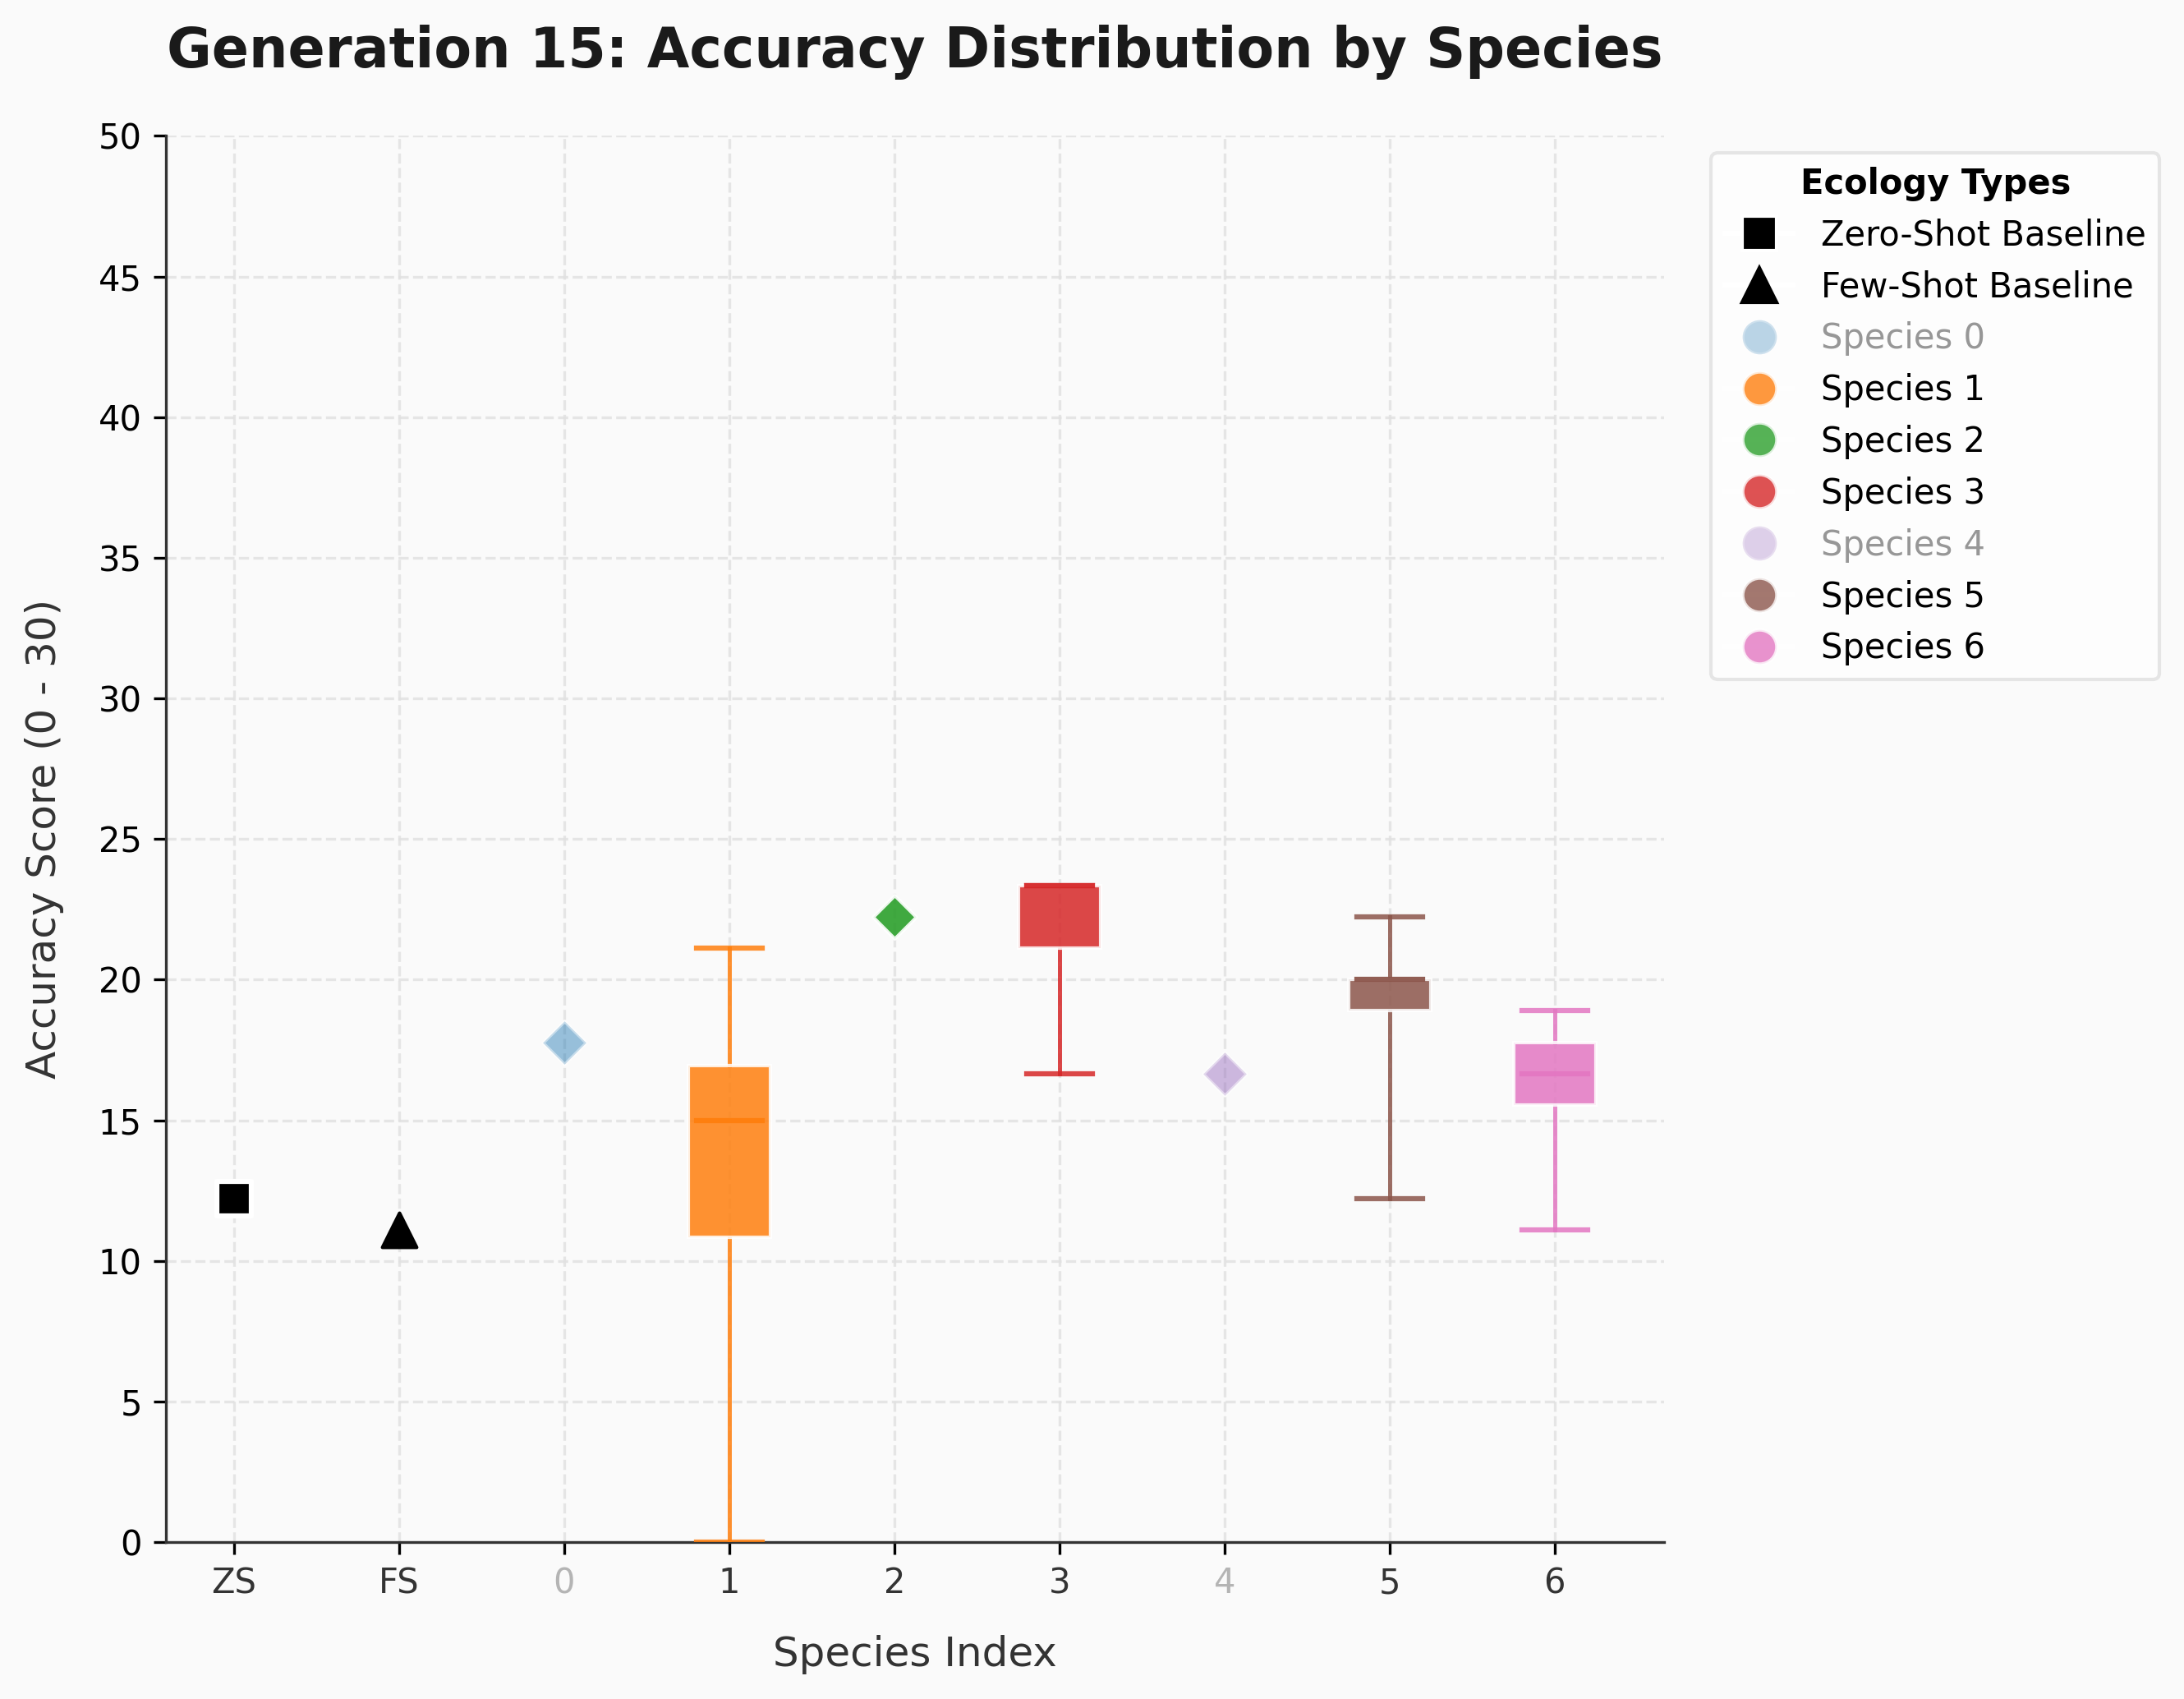 Generation 15: Accuracy Distribution by Species
Accuracy Score (0 - 30)
50
45
40
35
30
25
20
15
10
5
0
ZS
FS
0
1
2
3
4
5
6
Species Index
Ecology Types
Zero-Shot Baseline
Few-Shot Baseline
Species 0
Species 1
Species 2
Species 3
Species 4
Species 5
Species 6